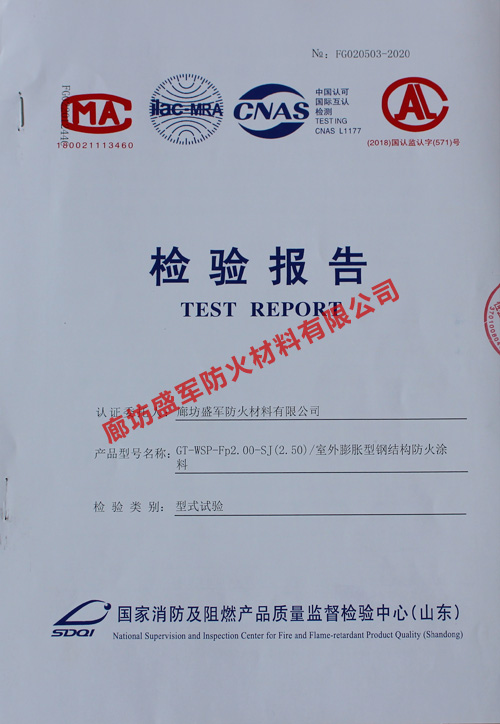 №: FG020503-2020
MA
180021113460
ilac-MRA
CNAS
中国认可
国际互认
检测
TESTING
CNAS L1177
CAL
(2018)国认监认字(571)号
检验报告
TEST REPORT
廊坊盛军防火材料有限公司
认证委托人: 廊坊盛军防火材料有限公司
产品型号名称: GT-WSP-Fp2.00-SJ(2.50)/室外膨胀型钢结构防火涂
料
检验类别: 型式试验
SDQI
国家消防及阻燃产品质量监督检验中心(山东)
National Supervision and Inspection Center for Fire and Flame-retardant Product Quality (Shandong)